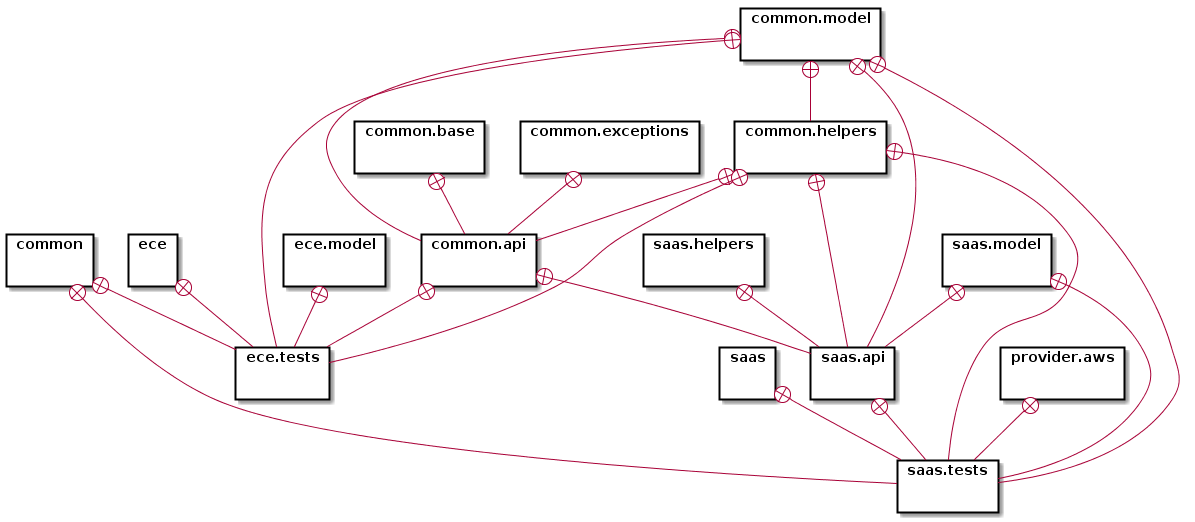 common.model
common.base
common.exceptions
common.helpers
common
ece
ece.model
common.api
saas.helpers
saas.model
ece.tests
saas
saas.api
provider.aws
saas.tests